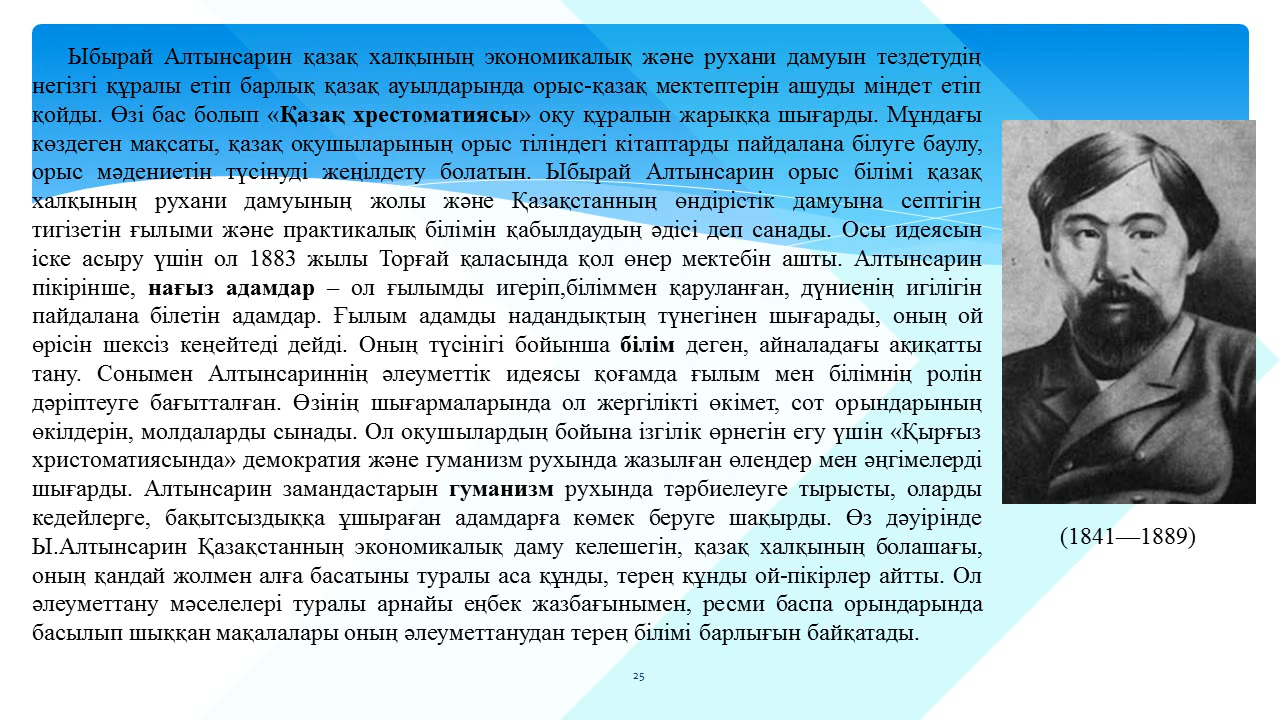 Ыбырай Алтынсарин қазақ халқының экономикалық және рухани дамуын тездетудің
негізгі құралы етіп барлық қазақ ауылдарында орыс-қазақ мектептерін ашуды міндет етіп
қойды. Өзі бас болып «Қазақ хрестоматиясы» оқу құралын жарыққа шығарды. Мұндағы
көздеген мақсаты, қазақ оқушыларының орыс тіліндегі кітаптарды пайдалана білуге баулу,
орыс мәдениетін түсінуді жеңілдету болатын. Ыбырай Алтынсарин орыс білімі қазақ
халқының рухани дамуының жолы және Қазақстанның өндірістік дамуына септігін
тигізетін ғылыми және практикалық білімін қабылдаудың әдісі деп санады. Осы идеясын
іске асыру үшін ол 1883 жылы Торғай қаласында қол өнер мектебін ашты. Алтынсарин
пікірінше, нағыз адамдар – ол ғылымды игеріп,біліммен қаруланған, дүниенің игілігін
пайдалана білетін адамдар. Ғылым адамды надандықтың түнегінен шығарады, оның ой
өрісін шексіз кеңейтеді дейді. Оның түсінігі бойынша білім деген, айналадағы ақиқатты
тану. Сонымен Алтынсариннің әлеуметтік идеясы қоғамда ғылым мен білімнің ролін
дәріптеуге бағытталған. Өзінің шығармаларында ол жергілікті өкімет, сот орындарының
өкілдерін, молдаларды сынады. Ол оқушылардың бойына ізгілік өрнегін егу үшін «Қырғыз
христоматиясында» демократия және гуманизм рухында жазылған өлеңдер мен әңгімелерді
шығарды. Алтынсарин замандастарын гуманизм рухында тәрбиелеуге тырысты, оларды
кедейлерге, бақытсыздыққа ұшыраған адамдарға көмек беруге шақырды. Өз дәуірінде
Ы.Алтынсарин Қазақстанның экономикалық даму келешегін, қазақ халқының болашағы,
оның қандай жолмен алға басатыны туралы аса құнды, терең құнды ой-пікірлер айтты. Ол
әлеуметтану мәселелері туралы арнайы еңбек жазбағынымен, ресми баспа орындарында
басылып шыққан мақалалары оның әлеуметтанудан терең білімі барлығын байқатады.
(1841—1889)
25